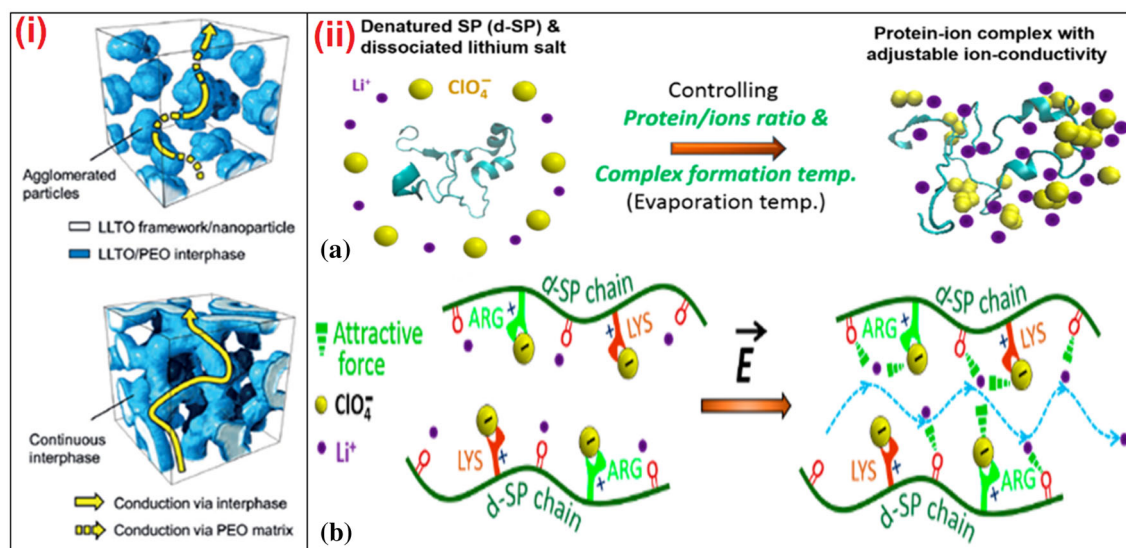 (i)
Agglomerated
particles
LLTO framework/nanoparticle
LLTO/PEO interphase
Continuous
interphase
Conduction via interphase
Conduction via PEO matrix
(ii)
Denatured SP (d-SP) &
dissociated lithium salt
Li⁺
ClO₄⁻
Controlling
Protein/ions ratio &
Complex formation temp.
(Evaporation temp.)
Protein-ion complex with
adjustable ion-conductivity
(a)
d-SP chain
ARG
+
LYS
+
Attractive
force
ClO₄⁻
Li⁺
LYS
+
ARG
+
d-SP chain
E
d-SP chain
ARG
+
LYS
+
LYS
+
ARG
+
d-SP chain
(b)